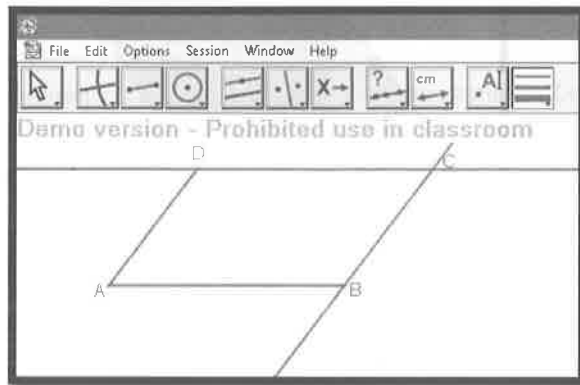 File Edit Options Session Window Help
X ? cm A
Demo version - Prohibited use in classroom
D
C
A
B